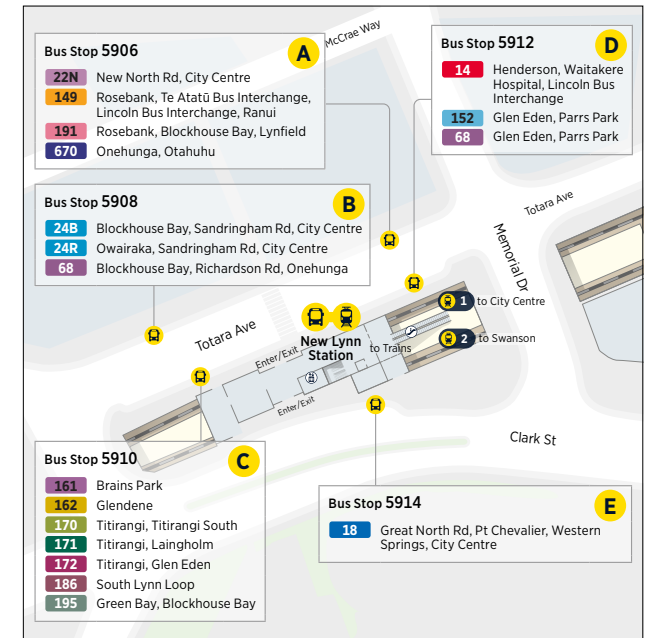 McCrae Way
Bus Stop 5906
A
22N New North Rd, City Centre
149 Rosebank, Te Atatū Bus Interchange,
Lincoln Bus Interchange, Ranui
191 Rosebank, Blockhouse Bay, Lynfield
670 Onehunga, Otahuhu
Bus Stop 5912
D
14 Henderson, Waitakere
Hospital, Lincoln Bus
Interchange
152 Glen Eden, Parrs Park
68 Glen Eden, Parrs Park
Bus Stop 5908
B
24B Blockhouse Bay, Sandringham Rd, City Centre
24R Owairaka, Sandringham Rd, City Centre
68 Blockhouse Bay, Richardson Rd, Onehunga
Totara Ave
Memorial Dr
1 to City Centre
2 to Swanson
Totara Ave
New Lynn
Station
to Trains
Enter/Exit
Enter/Exit
Clark St
Bus Stop 5910
C
161 Brains Park
162 Glendene
170 Titirangi, Titirangi South
171 Titirangi, Laingholm
172 Titirangi, Glen Eden
186 South Lynn Loop
195 Green Bay, Blockhouse Bay
Bus Stop 5914
E
18 Great North Rd, Pt Chevalier, Western
Springs, City Centre